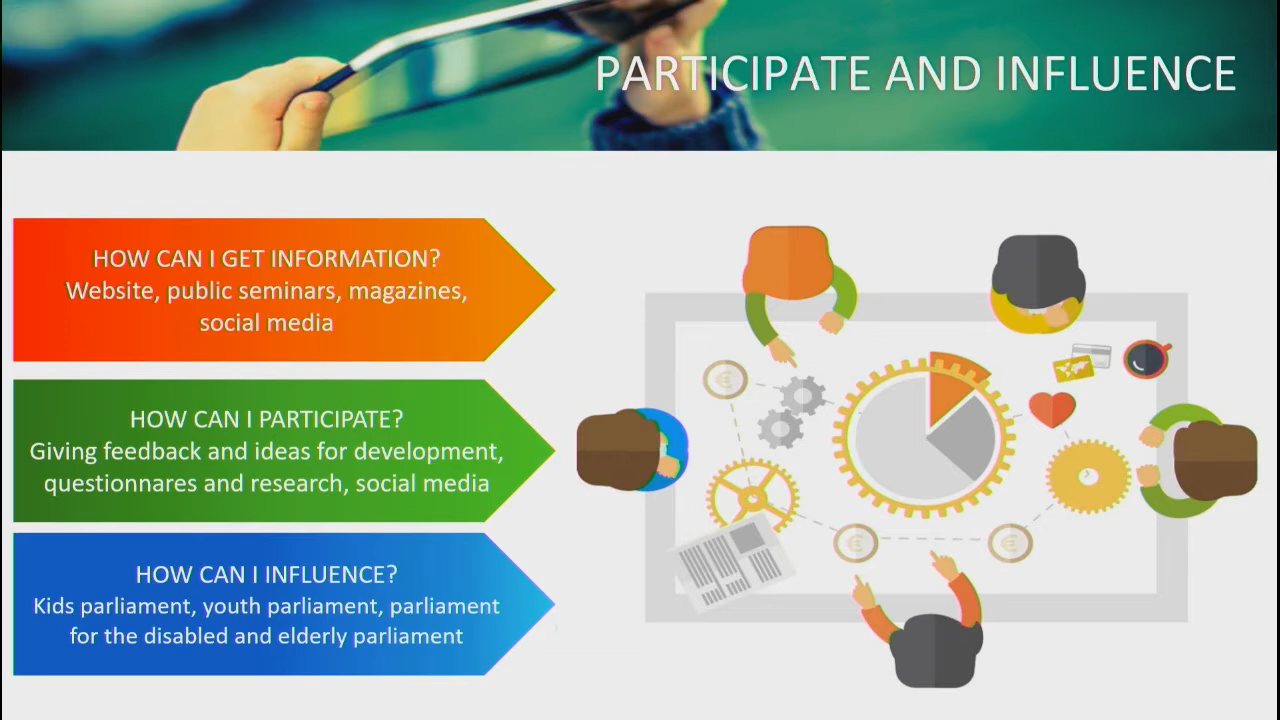 PARTICIPATE AND INFLUENCE
HOW CAN I GET INFORMATION?
Website, public seminars, magazines,
social media
HOW CAN I PARTICIPATE?
Giving feedback and ideas for development,
questionnares and research, social media
HOW CAN I INFLUENCE?
Kids parliament, youth parliament, parliament
for the disabled and elderly parliament